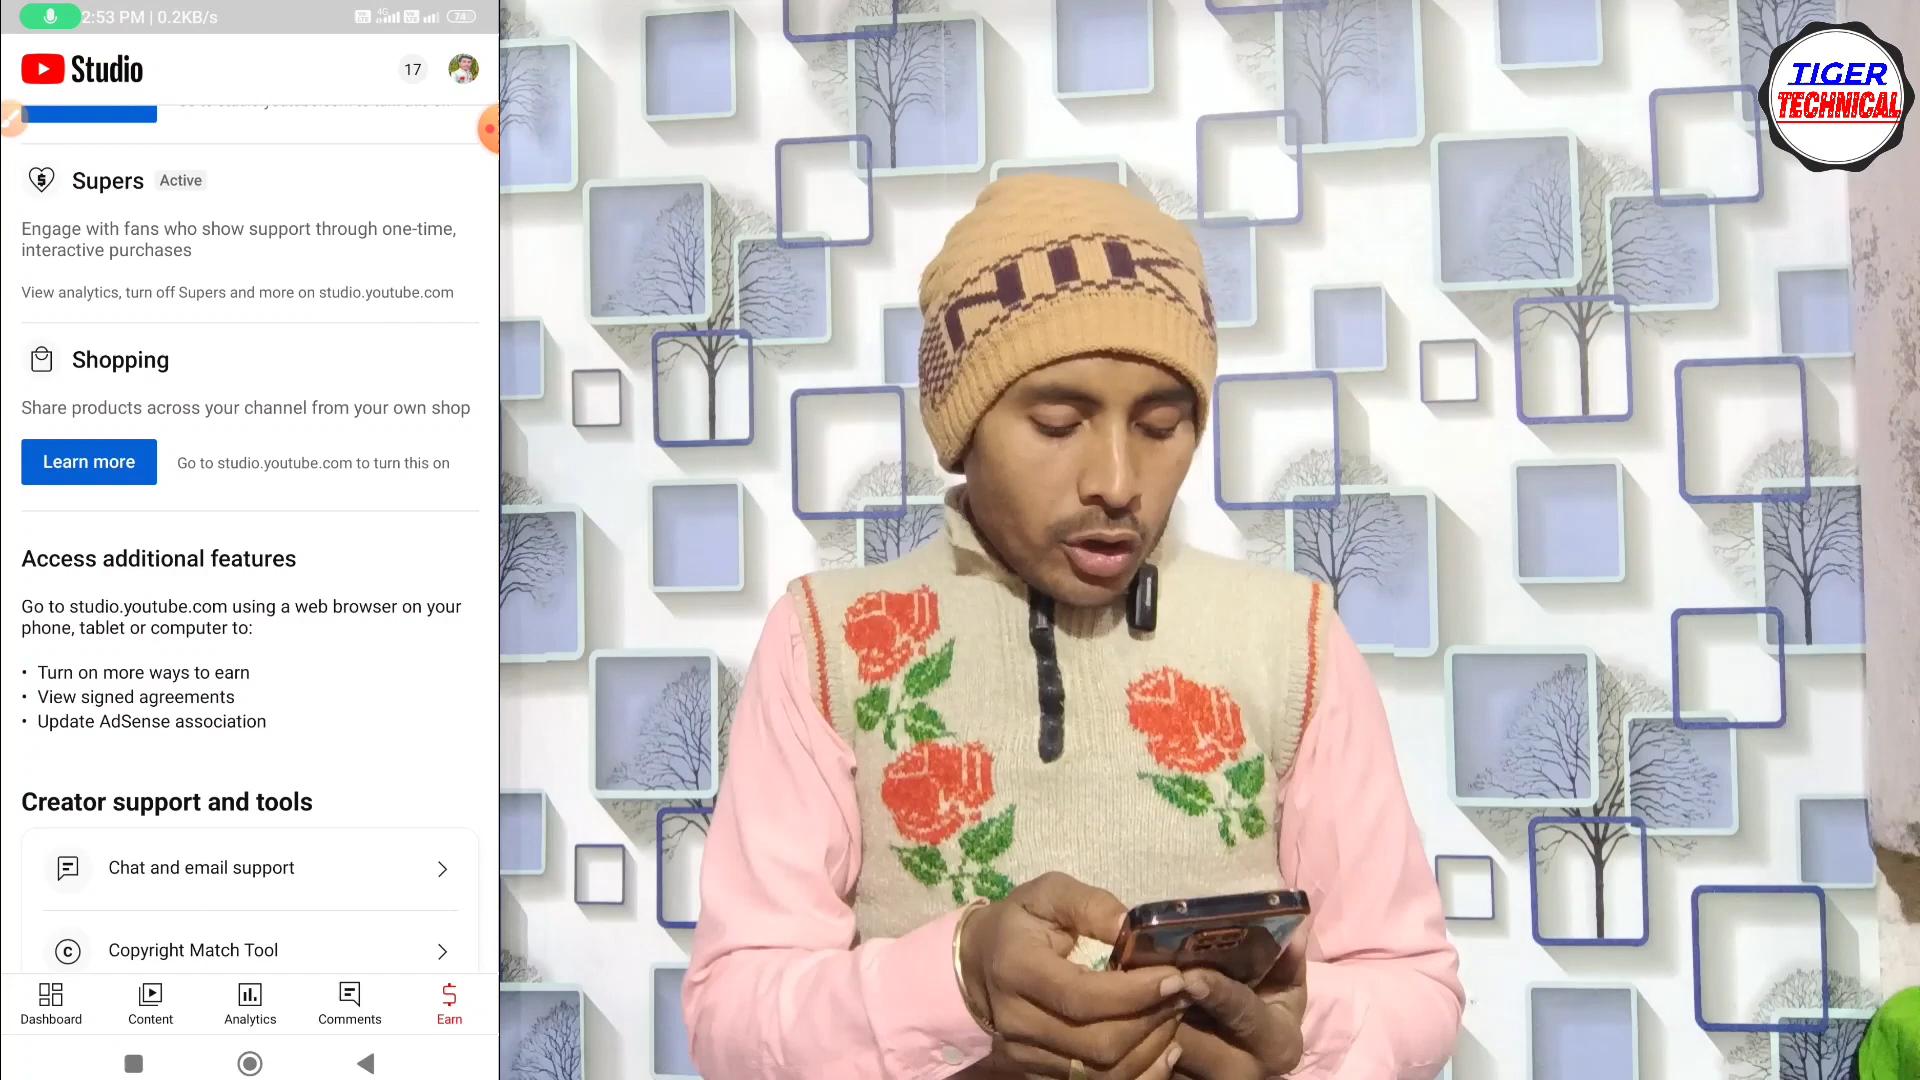 2:53 PM | 0.2KB/s
4G
74
Studio
17
Supers Active
Engage with fans who show support through one-time,
interactive purchases
View analytics, turn off Supers and more on studio.youtube.com
Shopping
Share products across your channel from your own shop
Learn more Go to studio.youtube.com to turn this on
Access additional features
Go to studio.youtube.com using a web browser on your
phone, tablet or computer to:
• Turn on more ways to earn
• View signed agreements
• Update AdSense association
Creator support and tools
Chat and email support
Copyright Match Tool
Dashboard Content Analytics Comments Earn
TIGER
TECHNICAL